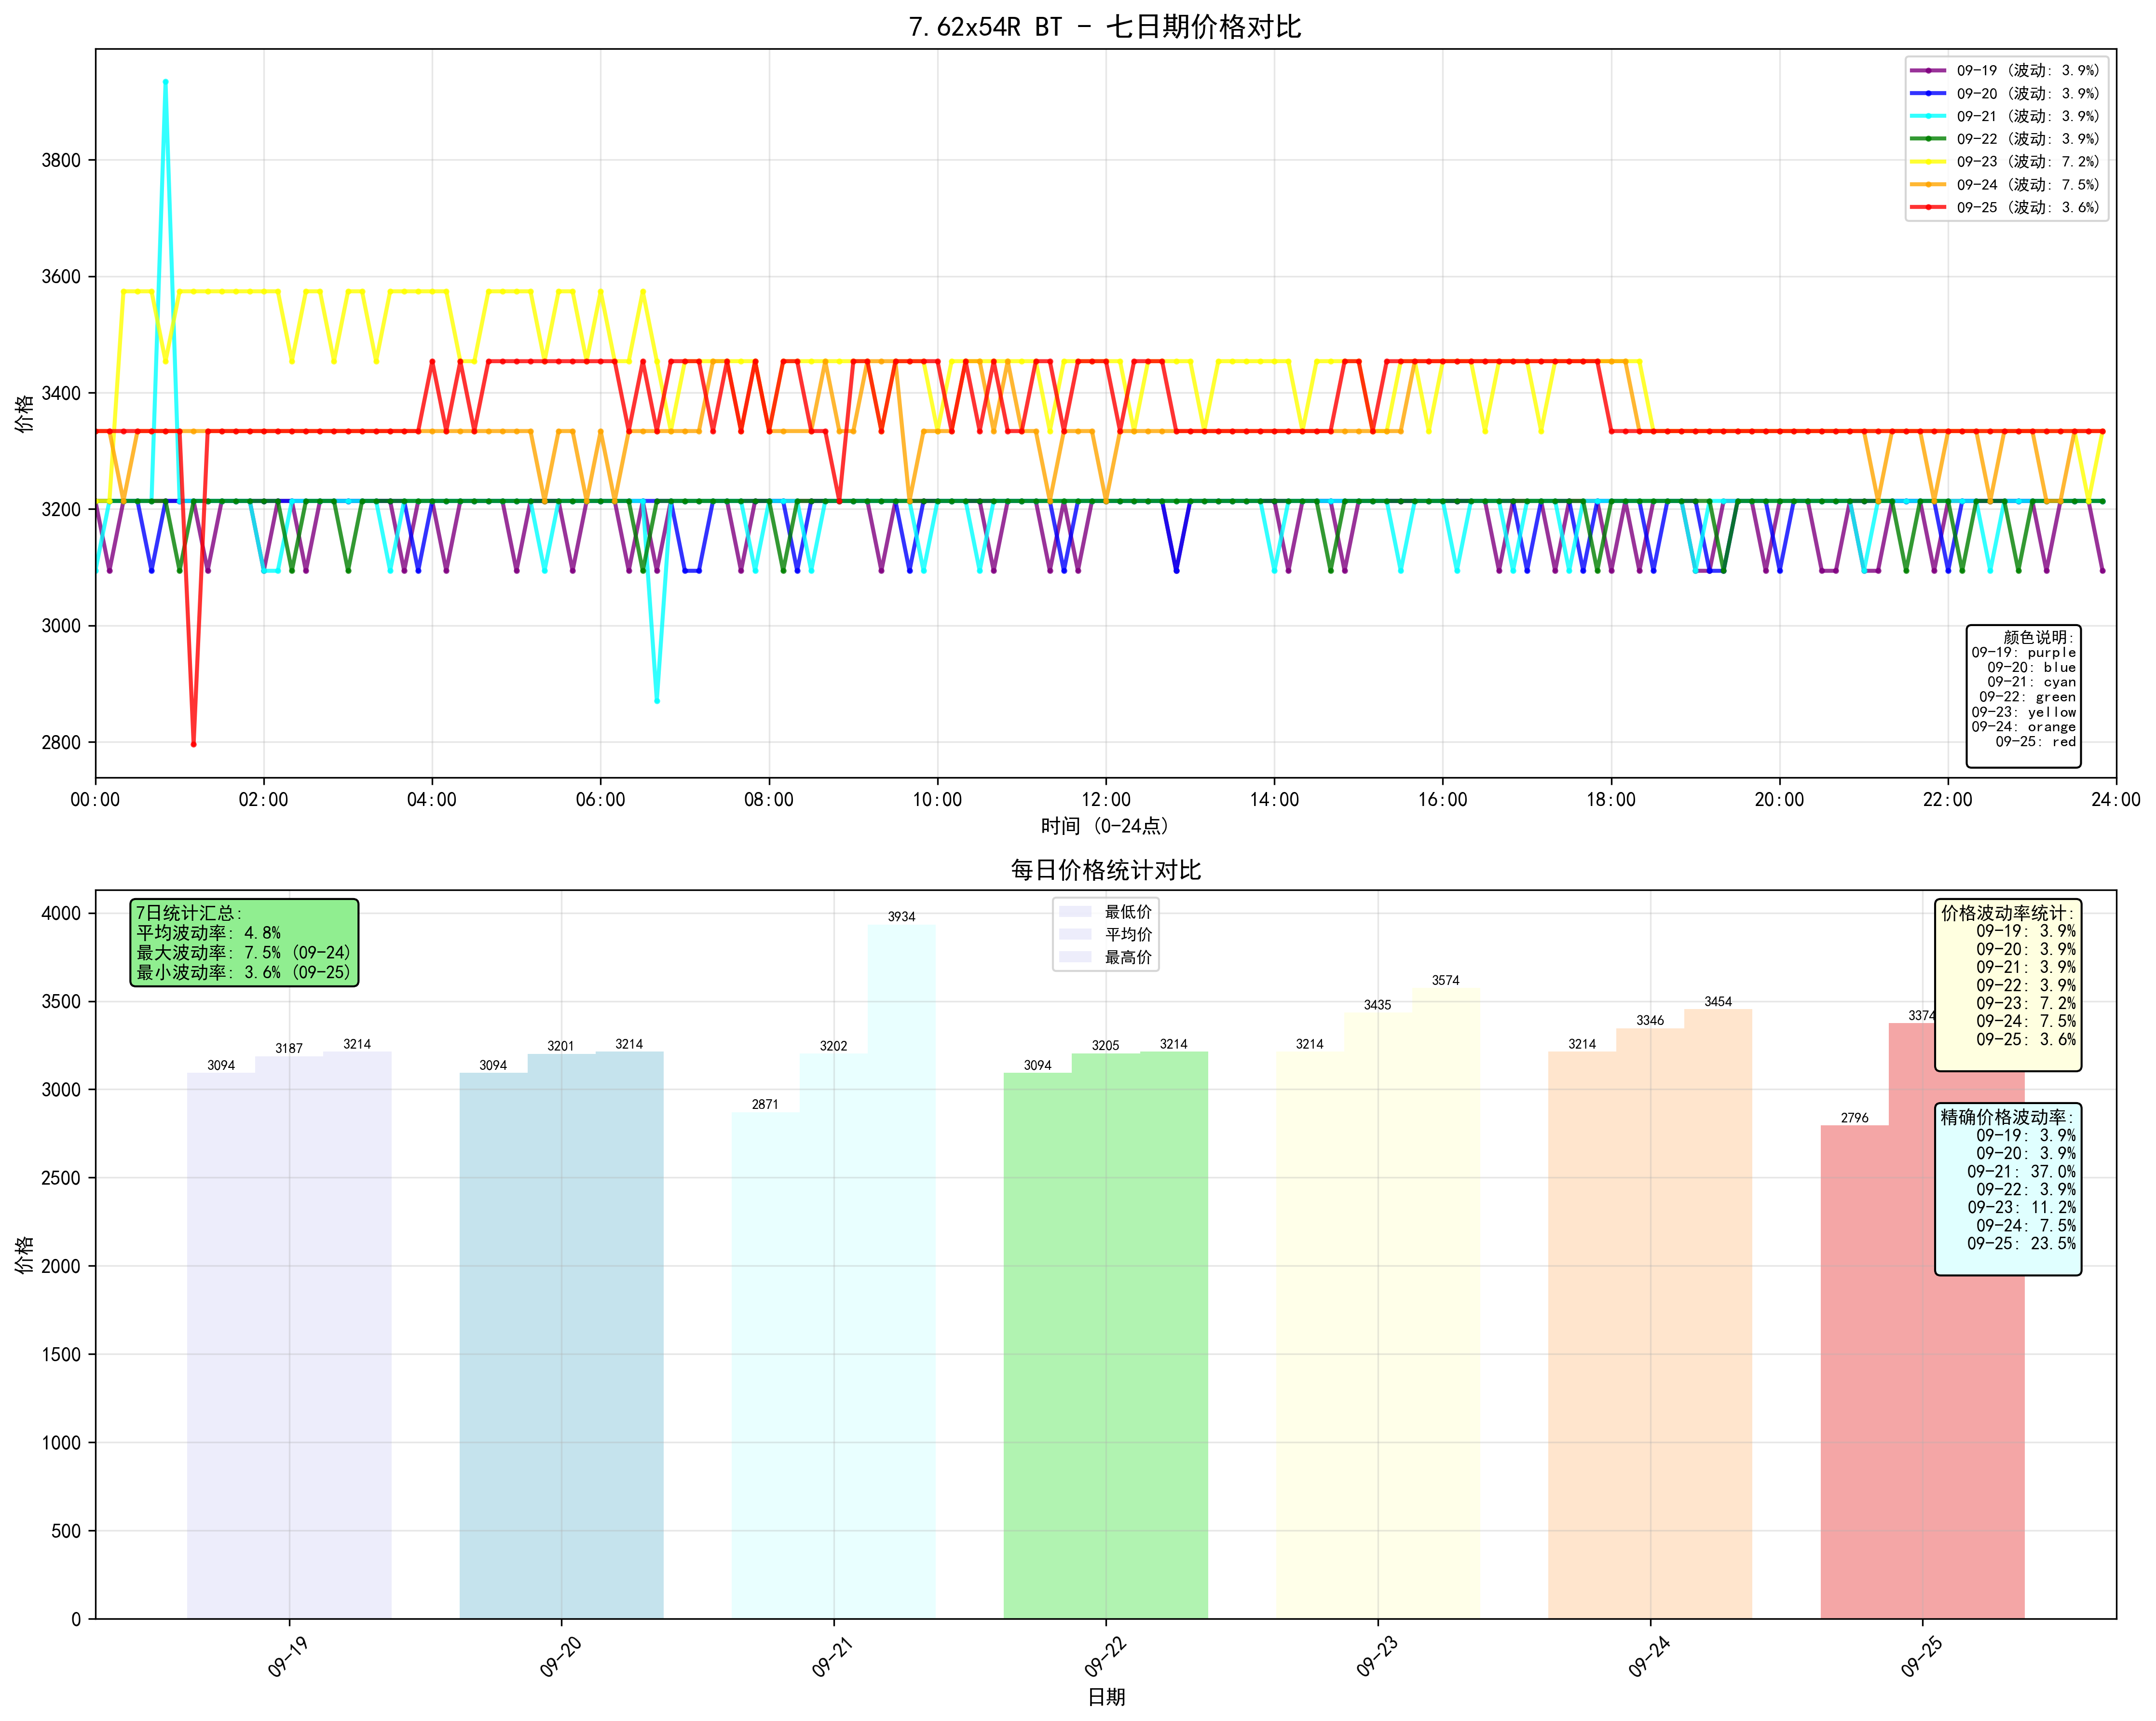 7.62x54R BT - 七日期价格对比
价格
3800
3600
3400
3200
3000
2800
09-19 (波动: 3.9%)
09-20 (波动: 3.9%)
09-21 (波动: 3.9%)
09-22 (波动: 3.9%)
09-23 (波动: 7.2%)
09-24 (波动: 7.5%)
09-25 (波动: 3.6%)
颜色说明:
09-19: purple
09-20: blue
09-21: cyan
09-22: green
09-23: yellow
09-24: orange
09-25: red
00:00 02:00 04:00 06:00 08:00 10:00 12:00 14:00 16:00 18:00 20:00 22:00 24:00
时间 (0-24点)
每日价格统计对比
价格
4000
3500
3000
2500
2000
1500
1000
500
0
7日统计汇总:
平均波动率: 4.8%
最大波动率: 7.5% (09-24)
最小波动率: 3.6% (09-25)
最低价
平均价
最高价
价格波动率统计:
09-19: 3.9%
09-20: 3.9%
09-21: 3.9%
09-22: 3.9%
09-23: 7.2%
09-24: 7.5%
09-25: 3.6%
精确价格波动率:
09-19: 3.9%
09-20: 3.9%
09-21: 37.0%
09-22: 3.9%
09-23: 11.2%
09-24: 7.5%
09-25: 23.5%
3094 3187 3214
3094 3201 3214
2871 3202 3934
3094 3205 3214
3214 3435 3574
3214 3346 3454
2796 3374
09-19 09-20 09-21 09-22 09-23 09-24 09-25
日期